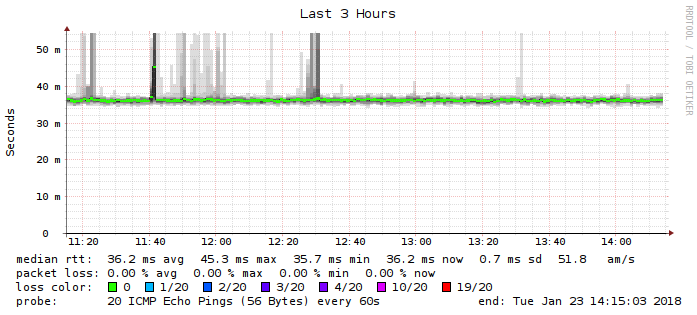 Last 3 Hours
RRDTOOL / TOBI OETIKER
Seconds
50 m
40 m
30 m
20 m
10 m
0
11:20 11:40 12:00 12:20 12:40 13:00 13:20 13:40 14:00
median rtt: 36.2 ms avg 45.3 ms max 35.7 ms min 36.2 ms now 0.7 ms sd 51.8 am/s
packet loss: 0.00 % avg 0.00 % max 0.00 % min 0.00 % now
loss color: 0 1/20 2/20 3/20 4/20 10/20 19/20
probe: 20 ICMP Echo Pings (56 Bytes) every 60s end: Tue Jan 23 14:15:03 2018